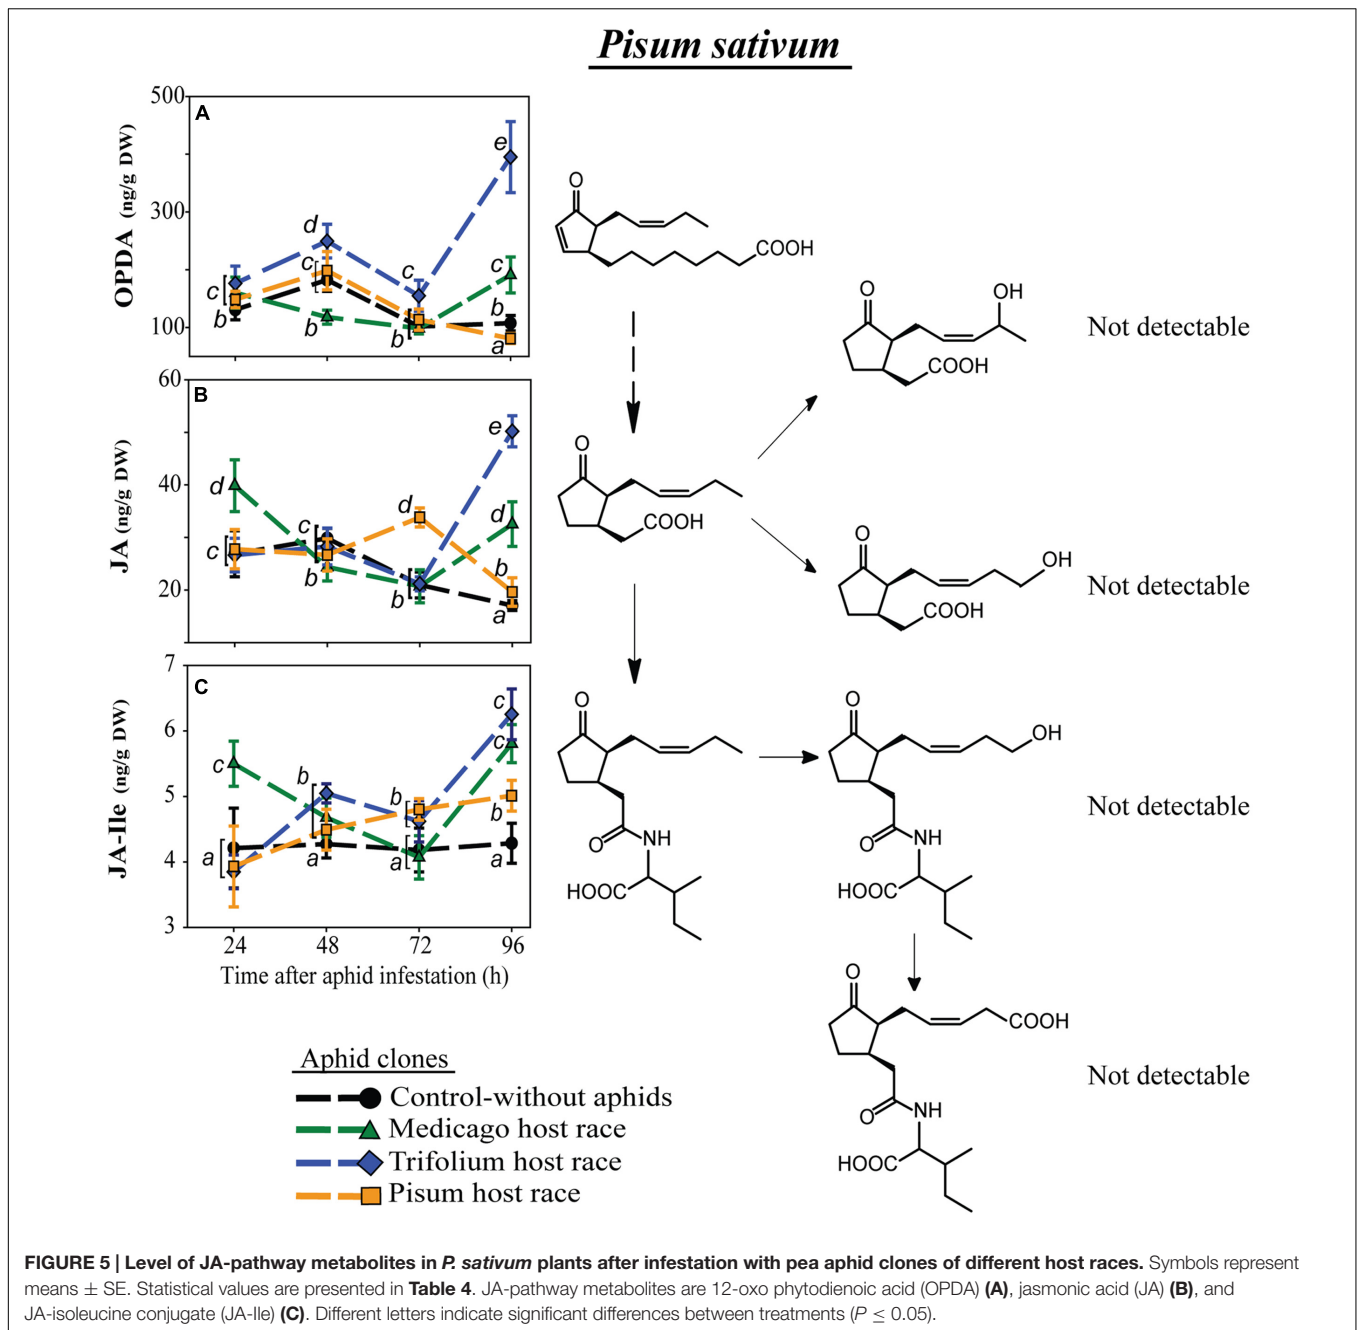 Pisum sativum
A
500
300
100
OPDA (ng/g DW)
c
b
d
c
b
c
b
e
c
b
a
B
60
40
20
JA (ng/g DW)
d
c
c
b
d
b
e
d
b
a
C
7
6
5
4
3
JA-Ile (ng/g DW)
c
a
b
a
b
a
c
c
b
a
24 48 72 96
Time after aphid infestation (h)
O
COOH
O
OH
COOH
Not detectable
O
COOH
O
OH
COOH
Not detectable
O
O
NH
HOOC
O
OH
O
NH
HOOC
Not detectable
O
COOH
O
NH
HOOC
Not detectable
Aphid clones
Control-without aphids
Medicago host race
Trifolium host race
Pisum host race
FIGURE 5 | Level of JA-pathway metabolites in P. sativum plants after infestation with pea aphid clones of different host races. Symbols represent
means ± SE. Statistical values are presented in Table 4. JA-pathway metabolites are 12-oxo phytodienoic acid (OPDA) (A), jasmonic acid (JA) (B), and
JA-isoleucine conjugate (JA-Ile) (C). Different letters indicate significant differences between treatments (P ≤ 0.05).